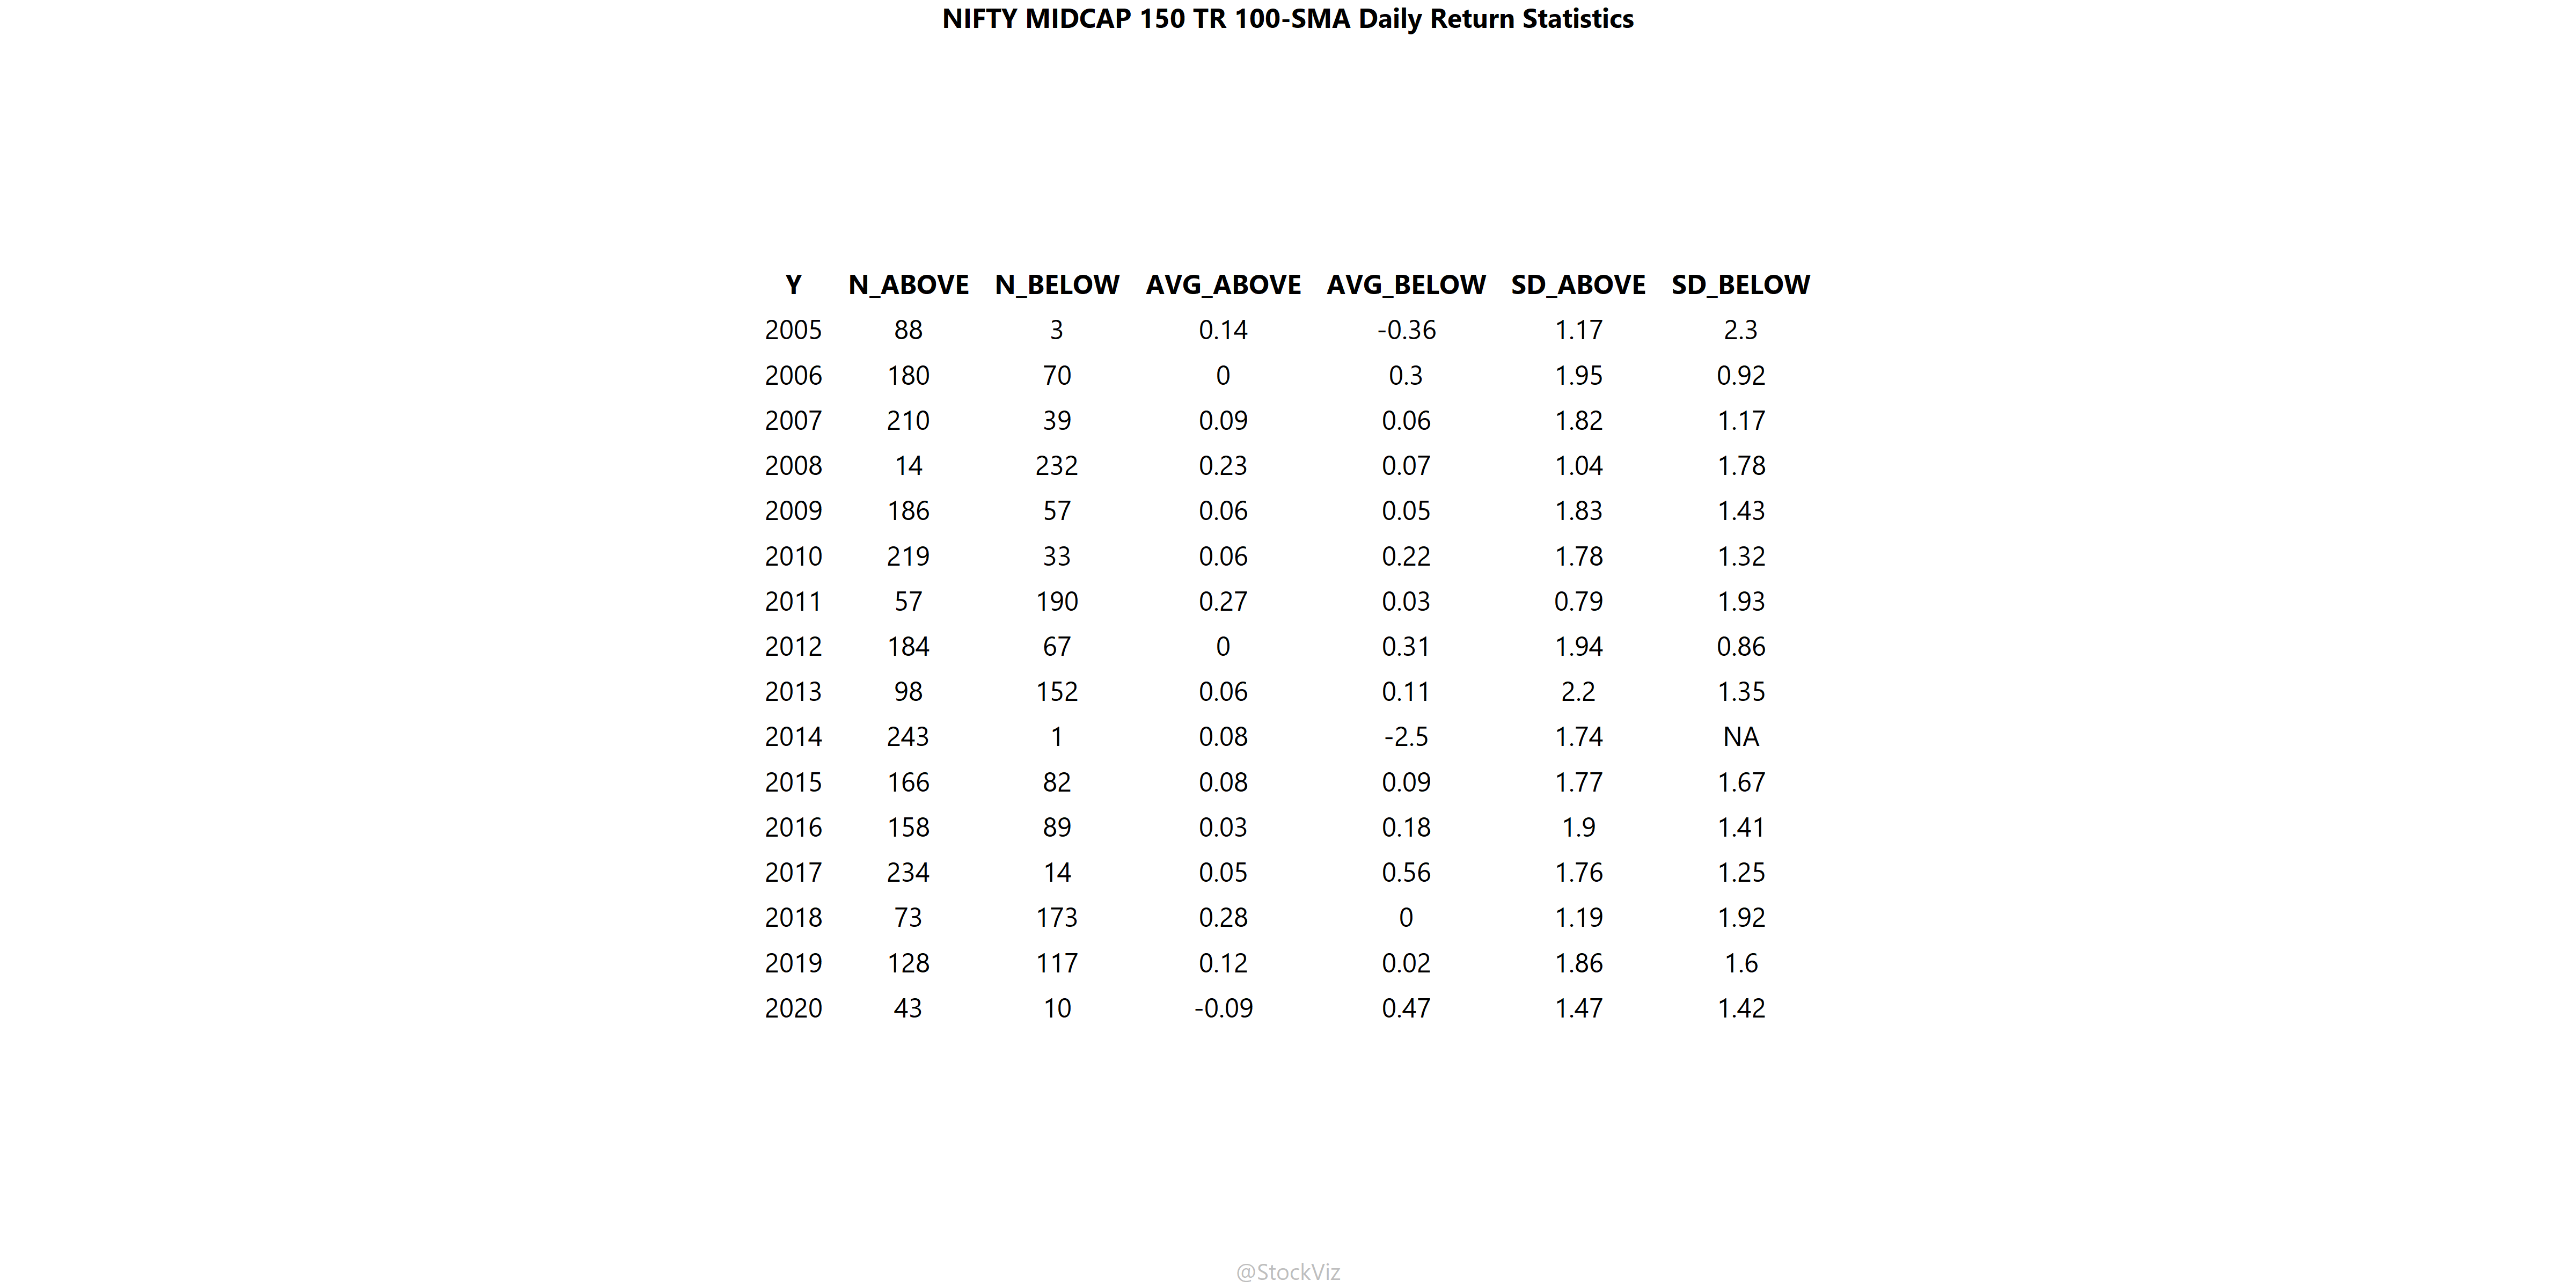 NIFTY MIDCAP 150 TR 100-SMA Daily Return Statistics
Y N_ABOVE N_BELOW AVG_ABOVE AVG_BELOW SD_ABOVE SD_BELOW
2005 88 3 0.14 -0.36 1.17 2.3
2006 180 70 0 0.3 1.95 0.92
2007 210 39 0.09 0.06 1.82 1.17
2008 14 232 0.23 0.07 1.04 1.78
2009 186 57 0.06 0.05 1.83 1.43
2010 219 33 0.06 0.22 1.78 1.32
2011 57 190 0.27 0.03 0.79 1.93
2012 184 67 0 0.31 1.94 0.86
2013 98 152 0.06 0.11 2.2 1.35
2014 243 1 0.08 -2.5 1.74 NA
2015 166 82 0.08 0.09 1.77 1.67
2016 158 89 0.03 0.18 1.9 1.41
2017 234 14 0.05 0.56 1.76 1.25
2018 73 173 0.28 0 1.19 1.92
2019 128 117 0.12 0.02 1.86 1.6
2020 43 10 -0.09 0.47 1.47 1.42
@StockViz